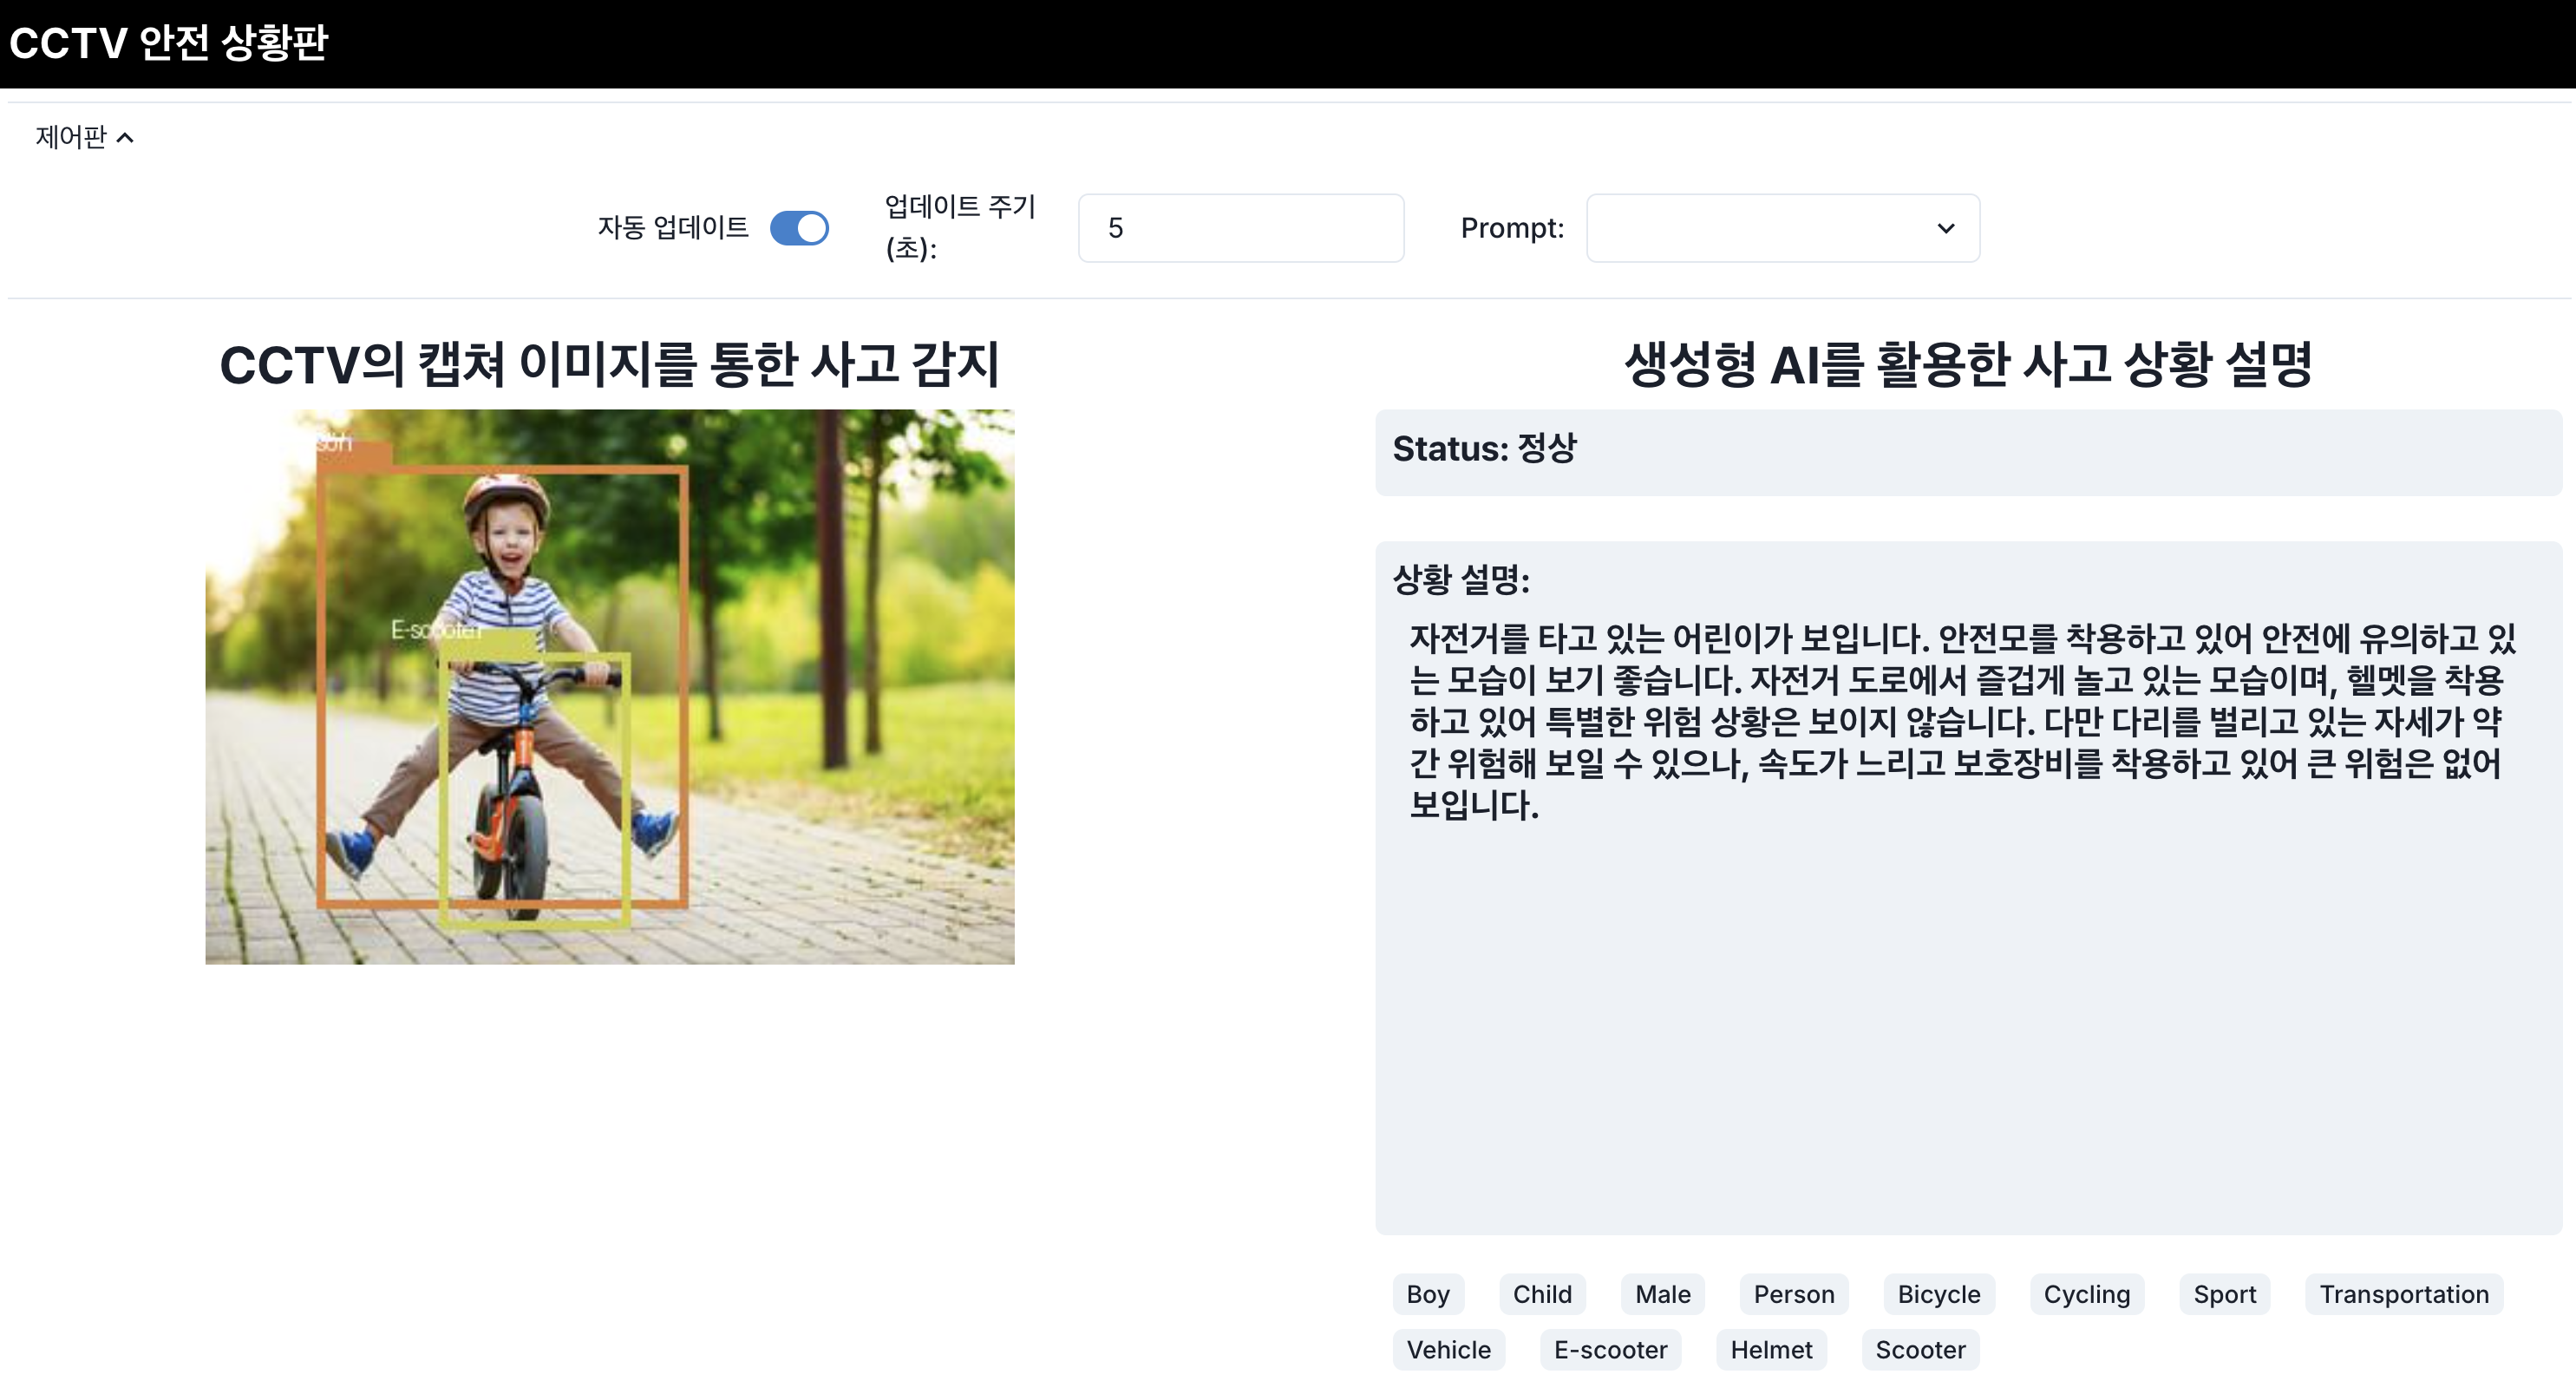 CCTV 안전 상황판
제어판
자동 업데이트
업데이트 주기
(초):
5
Prompt:
CCTV의 캡쳐 이미지를 통한 사고 감지
E-scooter
생성형 AI를 활용한 사고 상황 설명
Status: 정상
상황 설명:
자전거를 타고 있는 어린이가 보입니다. 안전모를 착용하고 있어 안전에 유의하고 있
는 모습이 보기 좋습니다. 자전거 도로에서 즐겁게 놀고 있는 모습이며, 헬멧을 착용
하고 있어 특별한 위험 상황은 보이지 않습니다. 다만 다리를 벌리고 있는 자세가 약
간 위험해 보일 수 있으나, 속도가 느리고 보호장비를 착용하고 있어 큰 위험은 없어
보입니다.
Boy Child Male Person Bicycle Cycling Sport Transportation
Vehicle E-scooter Helmet Scooter